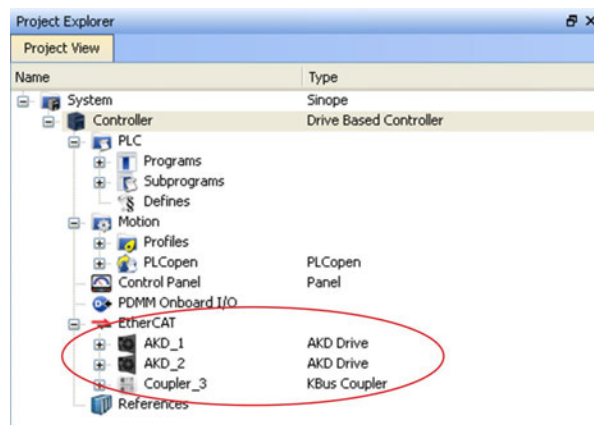 Project Explorer
Project View
Name Type
System Sinope
Controller Drive Based Controller
PLC
Programs
Subprograms
Defines
Motion
Profiles
PLCopen PLCopen
Control Panel Panel
PDMM Onboard I/O
EtherCAT
AKD_1 AKD Drive
AKD_2 AKD Drive
Coupler_3 KBus Coupler
References